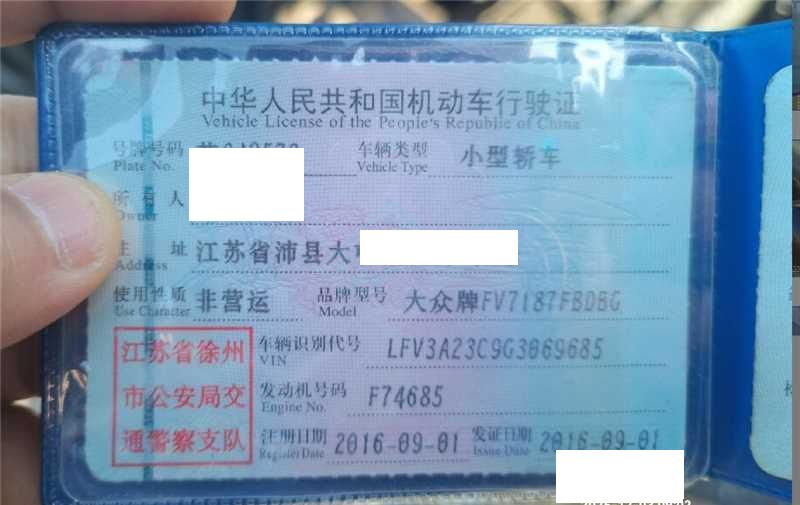 中华人民共和国机动车行驶证
Vehicle License of the People's Republic of China
号牌号码 车辆类型 小型轿车
Plate No. Vehicle Type
所有人
Owner
主址 江苏省沛县大
Address
使用性质 非营运 品牌型号 大众牌FV7187FBDBG
Use Character Model
江苏省徐州
市公安局交
通警察支队
车辆识别代号 LFV3A23C9G3069685
VIN
发动机号码 F74685
Engine No.
注册日期 2016-09-01 发证日期 2016-09-01
Register Date Issue Date